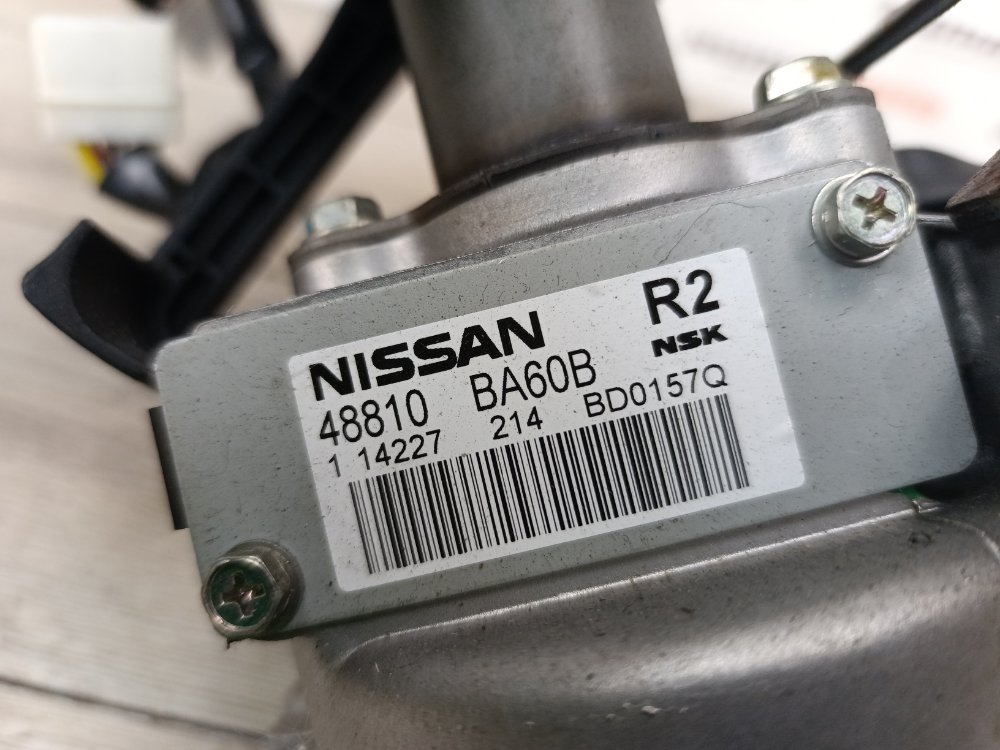 NISSAN R2
NSK
48810 BA60B
1 14227 214 BD0157Q